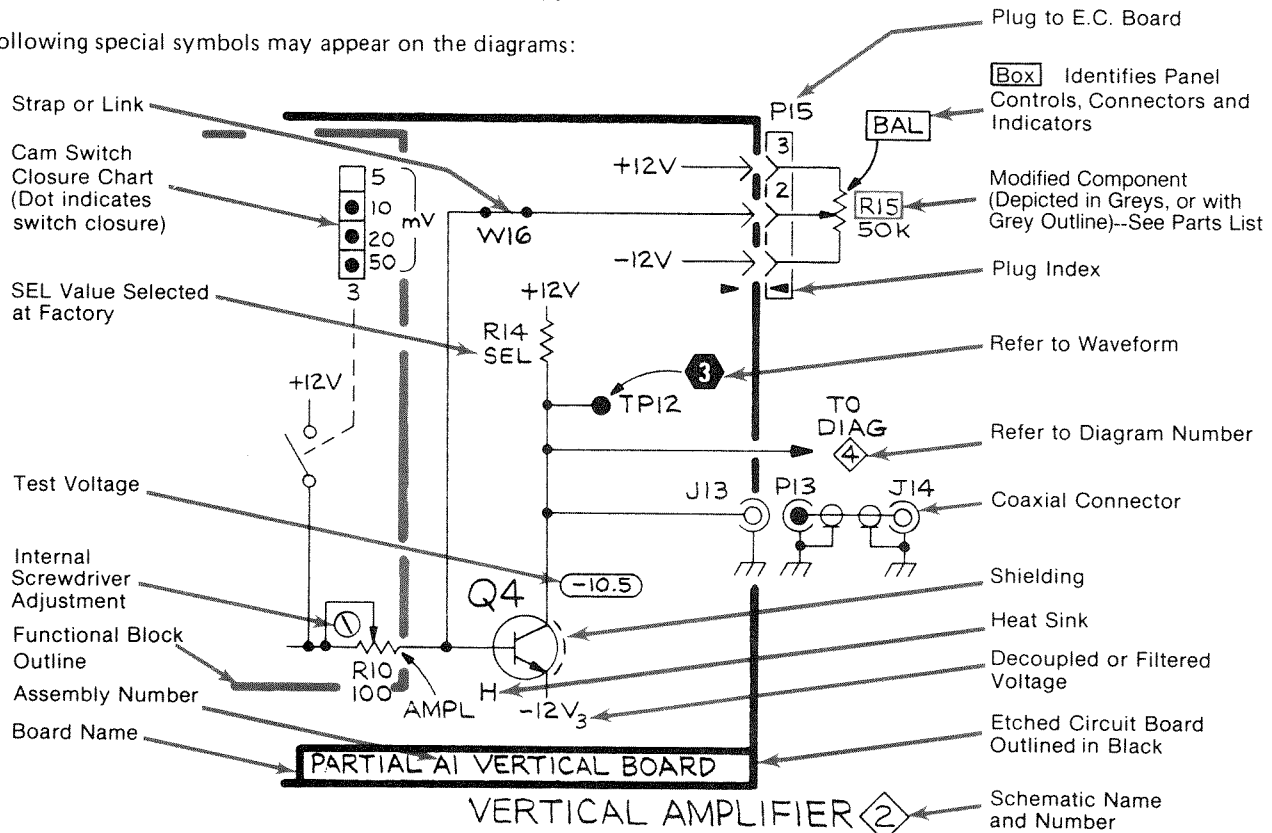 ollowing special symbols may appear on the diagrams:
Plug to E.C. Board
Box Identifies Panel
Controls, Connectors and
Indicators
Modified Component
(Depicted in Greys, or with
Grey Outline)--See Parts List
Plug Index
Refer to Waveform
Refer to Diagram Number
Coaxial Connector
Shielding
Heat Sink
Decoupled or Filtered
Voltage
Etched Circuit Board
Outlined in Black
Schematic Name
and Number
Strap or Link
Cam Switch
Closure Chart
(Dot indicates
switch closure)
SEL Value Selected
at Factory
Test Voltage
Internal
Screwdriver
Adjustment
Functional Block
Outline
Assembly Number
Board Name
5
10
20
50
mV
3
+12V
R10
100
AMPL
W16
+12V
R14
SEL
TP12
3
TO
DIAG
4
J13
P13
J14
-10.5
Q4
H
-12V3
P15
3
2
+12V
-12V
BAL
R15
50K
PARTIAL A1 VERTICAL BOARD
VERTICAL AMPLIFIER 2